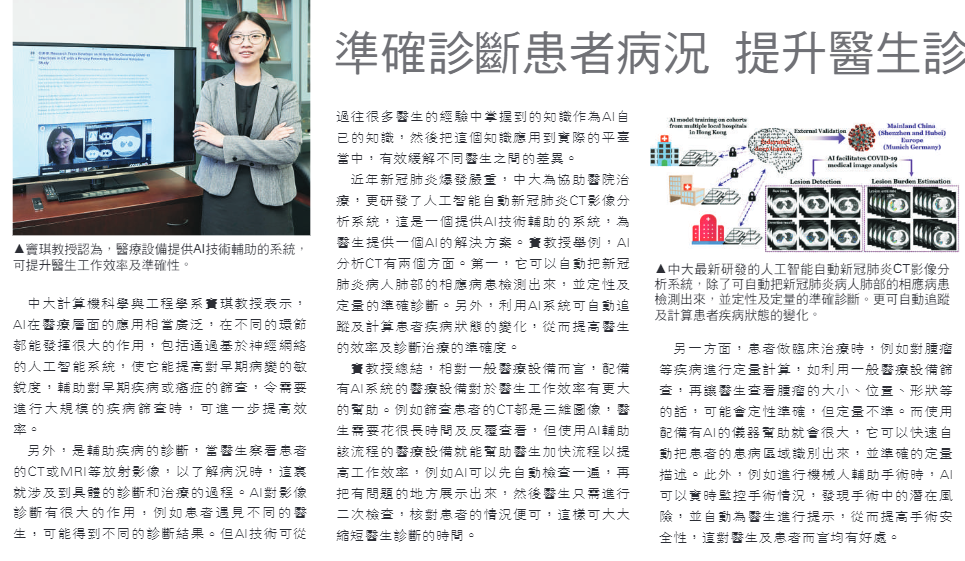 準確診斷患者病況 提升醫生診
▲竇琪教授認為，醫療設備提供AI技術輔助的系統，
可提升醫生工作效率及準確性。
中大計算機科學與工程學系竇琪教授表示，
AI在醫療層面的應用相當廣泛，在不同的環節
都能發揮很大的作用，包括通過基於神經網絡
的人工智能系統，使它能提高對早期病變的敏
銳度，輔助對早期疾病或癌症的篩查，令需要
進行大規模的疾病篩查時，可進一步提高效
率。
另外，是輔助疾病的診斷，當醫生察看患者
的CT或MRI等放射影像，以了解病況時，這裏
就涉及到具體的診斷和治療的過程。AI對影像
診斷有很大的作用，例如患者遇見不同的醫
生，可能得到不同的診斷結果。但AI技術可從
過往很多醫生的經驗中掌握到的知識作為AI自
己的知識，然後把這個知識應用到實際的平臺
當中，有效緩解不同醫生之間的差異。
近年新冠肺炎爆發嚴重，中大為協助醫院治
療，更研發了人工智能自動新冠肺炎CT影像分
析系統，這是一個提供AI技術輔助的系統，為
醫生提供一個AI的解決方案。竇教授舉例，AI
分析CT有兩個方面。第一，它可以自動把新冠
肺炎病人肺部的相應病患檢測出來，並定性及
定量的準確診斷。另外，利用AI系統可自動追
蹤及計算患者疾病狀態的變化，從而提高醫生
的效率及診斷治療的準確度。
竇教授總結，相對一般醫療設備而言，配備
有AI系統的醫療設備對於醫生工作效率有更大
的幫助。例如篩查患者的CT都是三維圖像，醫
生需要花很長時間及反覆查看，但使用AI輔助
該流程的醫療設備就能幫助醫生加快流程以提
高工作效率，例如AI可以先自動檢查一遍，再
把有問題的地方展示出來，然後醫生只需進行
二次檢查，核對患者的情況便可，這樣可大大
縮短醫生診斷的時間。
AI model training on cohorts
from multiple local hospitals
in Hong Kong
External Validation
Mainland China
(Shenzhen and Hubei)
Europe
(Munich Germany)
AI facilitates COVID-19
medical image analysis
Lesion Detection
Lesion Burden Estimation
▲中大最新研發的人工智能自動新冠肺炎CT影像分
析系統，除了可自動把新冠肺炎病人肺部的相應病患
檢測出來，並定性及定量的準確診斷。更可自動追蹤
及計算患者疾病狀態的變化。
另一方面，患者做臨床治療時，例如對腫瘤
等疾病進行定量計算，如利用一般醫療設備篩
查，再讓醫生查看腫瘤的大小、位置、形狀等
的話，可能會定性準確，但定量不準。而使用
配備有AI的儀器幫助就會很大，它可以快速自
動把患者的患病區域識別出來，並準確的定量
描述。此外，例如進行機械人輔助手術時，AI
可以實時監控手術情況，發現手術中的潛在風
險，並自動為醫生進行提示，從而提高手術安
全性，這對醫生及患者而言均有好處。